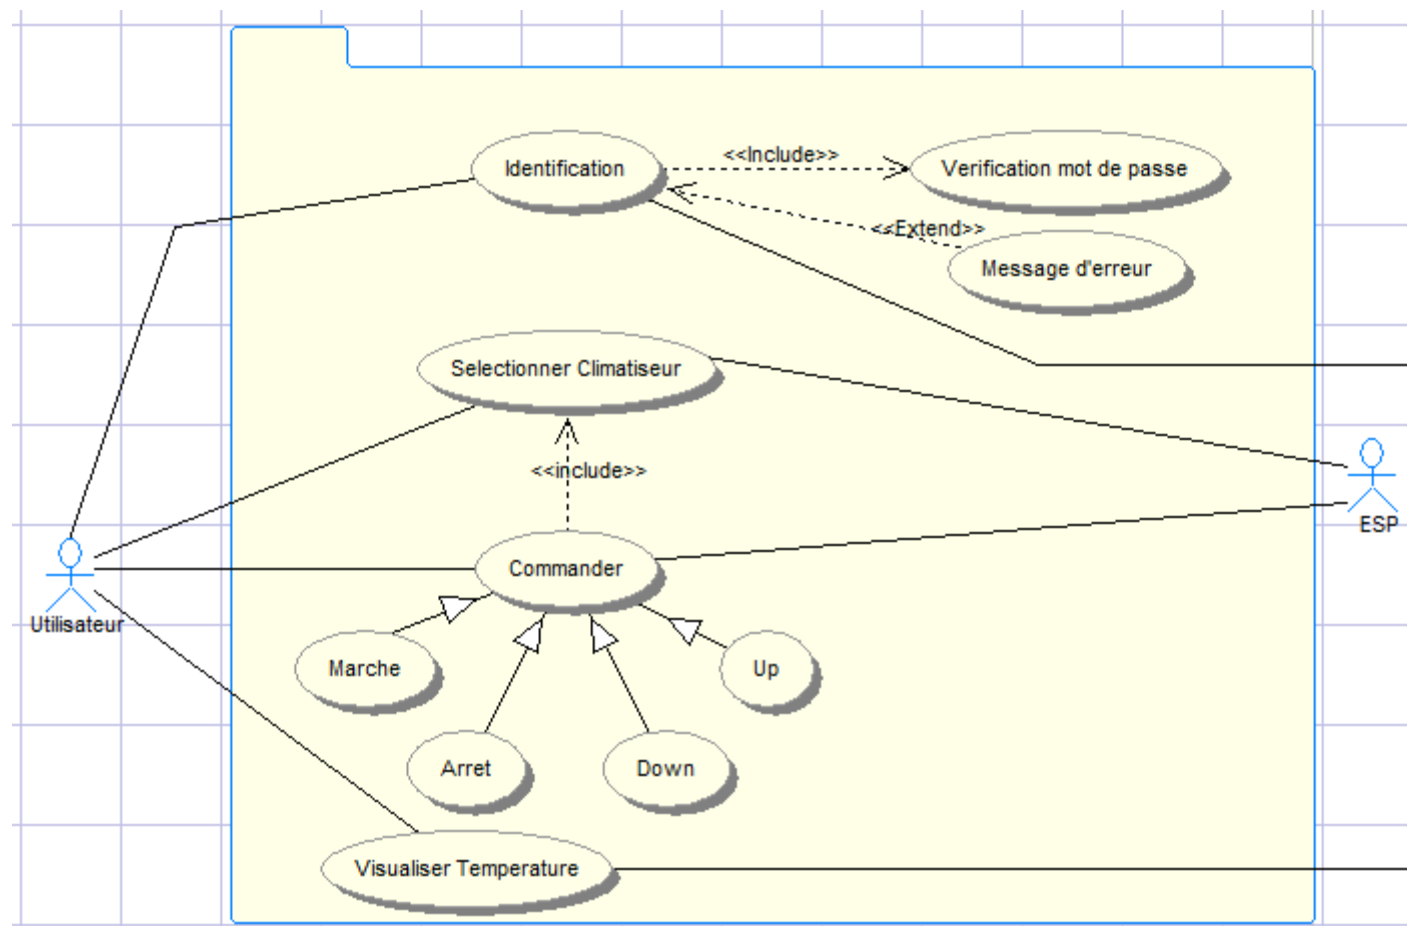 Identification
<<Include>>
Verification mot de passe
<<Extend>>
Message d'erreur
Selectionner Climatiseur
<<include>>
ESP
Commander
Utilisateur
Marche
Up
Arret
Down
Visualiser Temperature